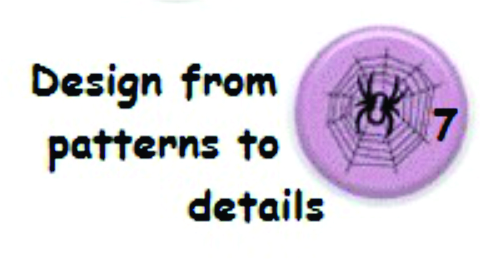 Design from
patterns to
details
7